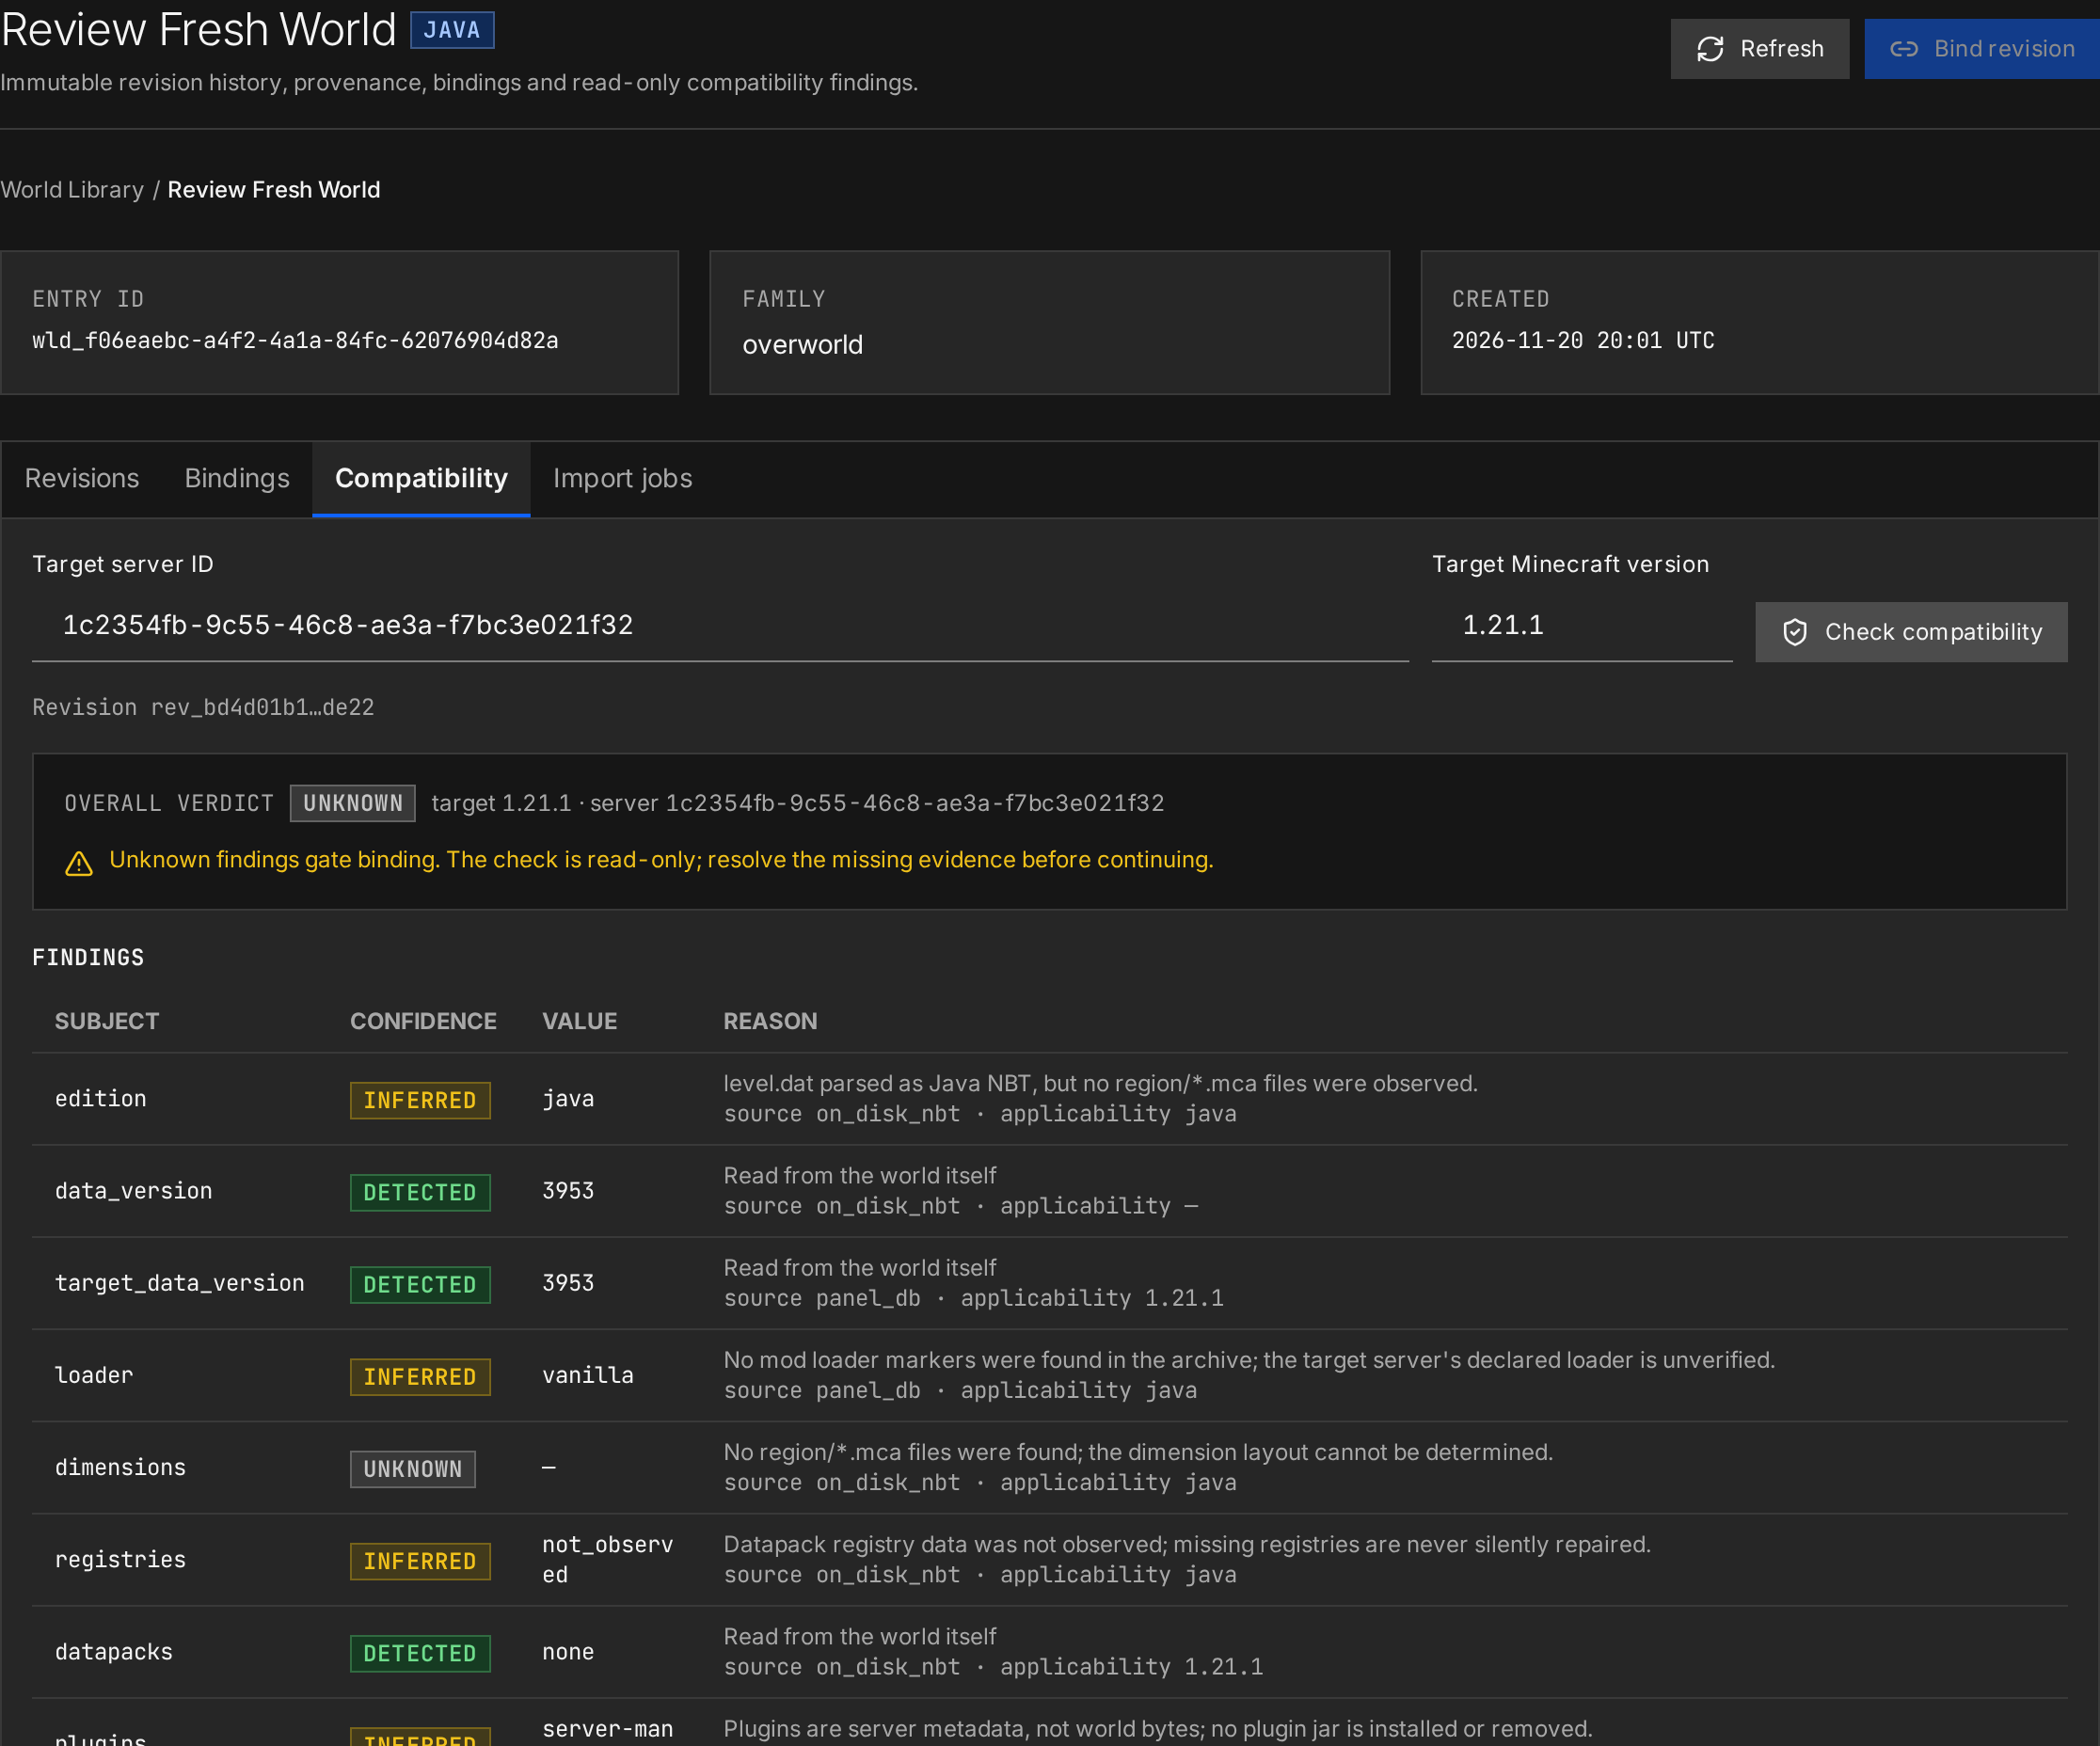 Review Fresh World JAVA
Refresh
Bind revision
Immutable revision history, provenance, bindings and read-only compatibility findings.
World Library / Review Fresh World
ENTRY ID
wld_f06eaebc-a4f2-4a1a-84fc-62076904d82a
FAMILY
overworld
CREATED
2026-11-20 20:01 UTC
Revisions Bindings Compatibility Import jobs
Target server ID
1c2354fb-9c55-46c8-ae3a-f7bc3e021f32
Target Minecraft version
1.21.1
Check compatibility
Revision rev_bd4d01b1…de22
OVERALL VERDICT UNKNOWN target 1.21.1 · server 1c2354fb-9c55-46c8-ae3a-f7bc3e021f32
Unknown findings gate binding. The check is read-only; resolve the missing evidence before continuing.
FINDINGS
SUBJECT CONFIDENCE VALUE REASON
edition INFERRED java level.dat parsed as Java NBT, but no region/*.mca files were observed.
source on_disk_nbt · applicability java
data_version DETECTED 3953 Read from the world itself
source on_disk_nbt · applicability —
target_data_version DETECTED 3953 Read from the world itself
source panel_db · applicability 1.21.1
loader INFERRED vanilla No mod loader markers were found in the archive; the target server's declared loader is unverified.
source panel_db · applicability java
dimensions UNKNOWN — No region/*.mca files were found; the dimension layout cannot be determined.
source on_disk_nbt · applicability java
registries INFERRED not_observ
ed Datapack registry data was not observed; missing registries are never silently repaired.
source on_disk_nbt · applicability java
datapacks DETECTED none Read from the world itself
source on_disk_nbt · applicability 1.21.1
plugins INFERRED server-man Plugins are server metadata, not world bytes; no plugin jar is installed or removed.